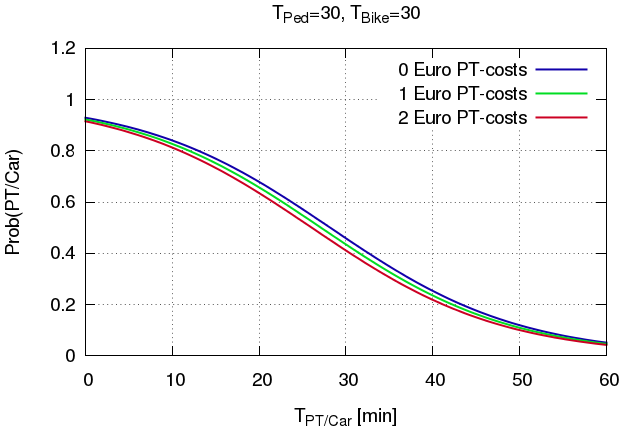 T_Ped=30, T_Bike=30
1.2
1
0.8
0.6
0.4
0.2
0
Prob(PT/Car)
0 Euro PT-costs
1 Euro PT-costs
2 Euro PT-costs
0 10 20 30 40 50 60
T_PT/Car [min]